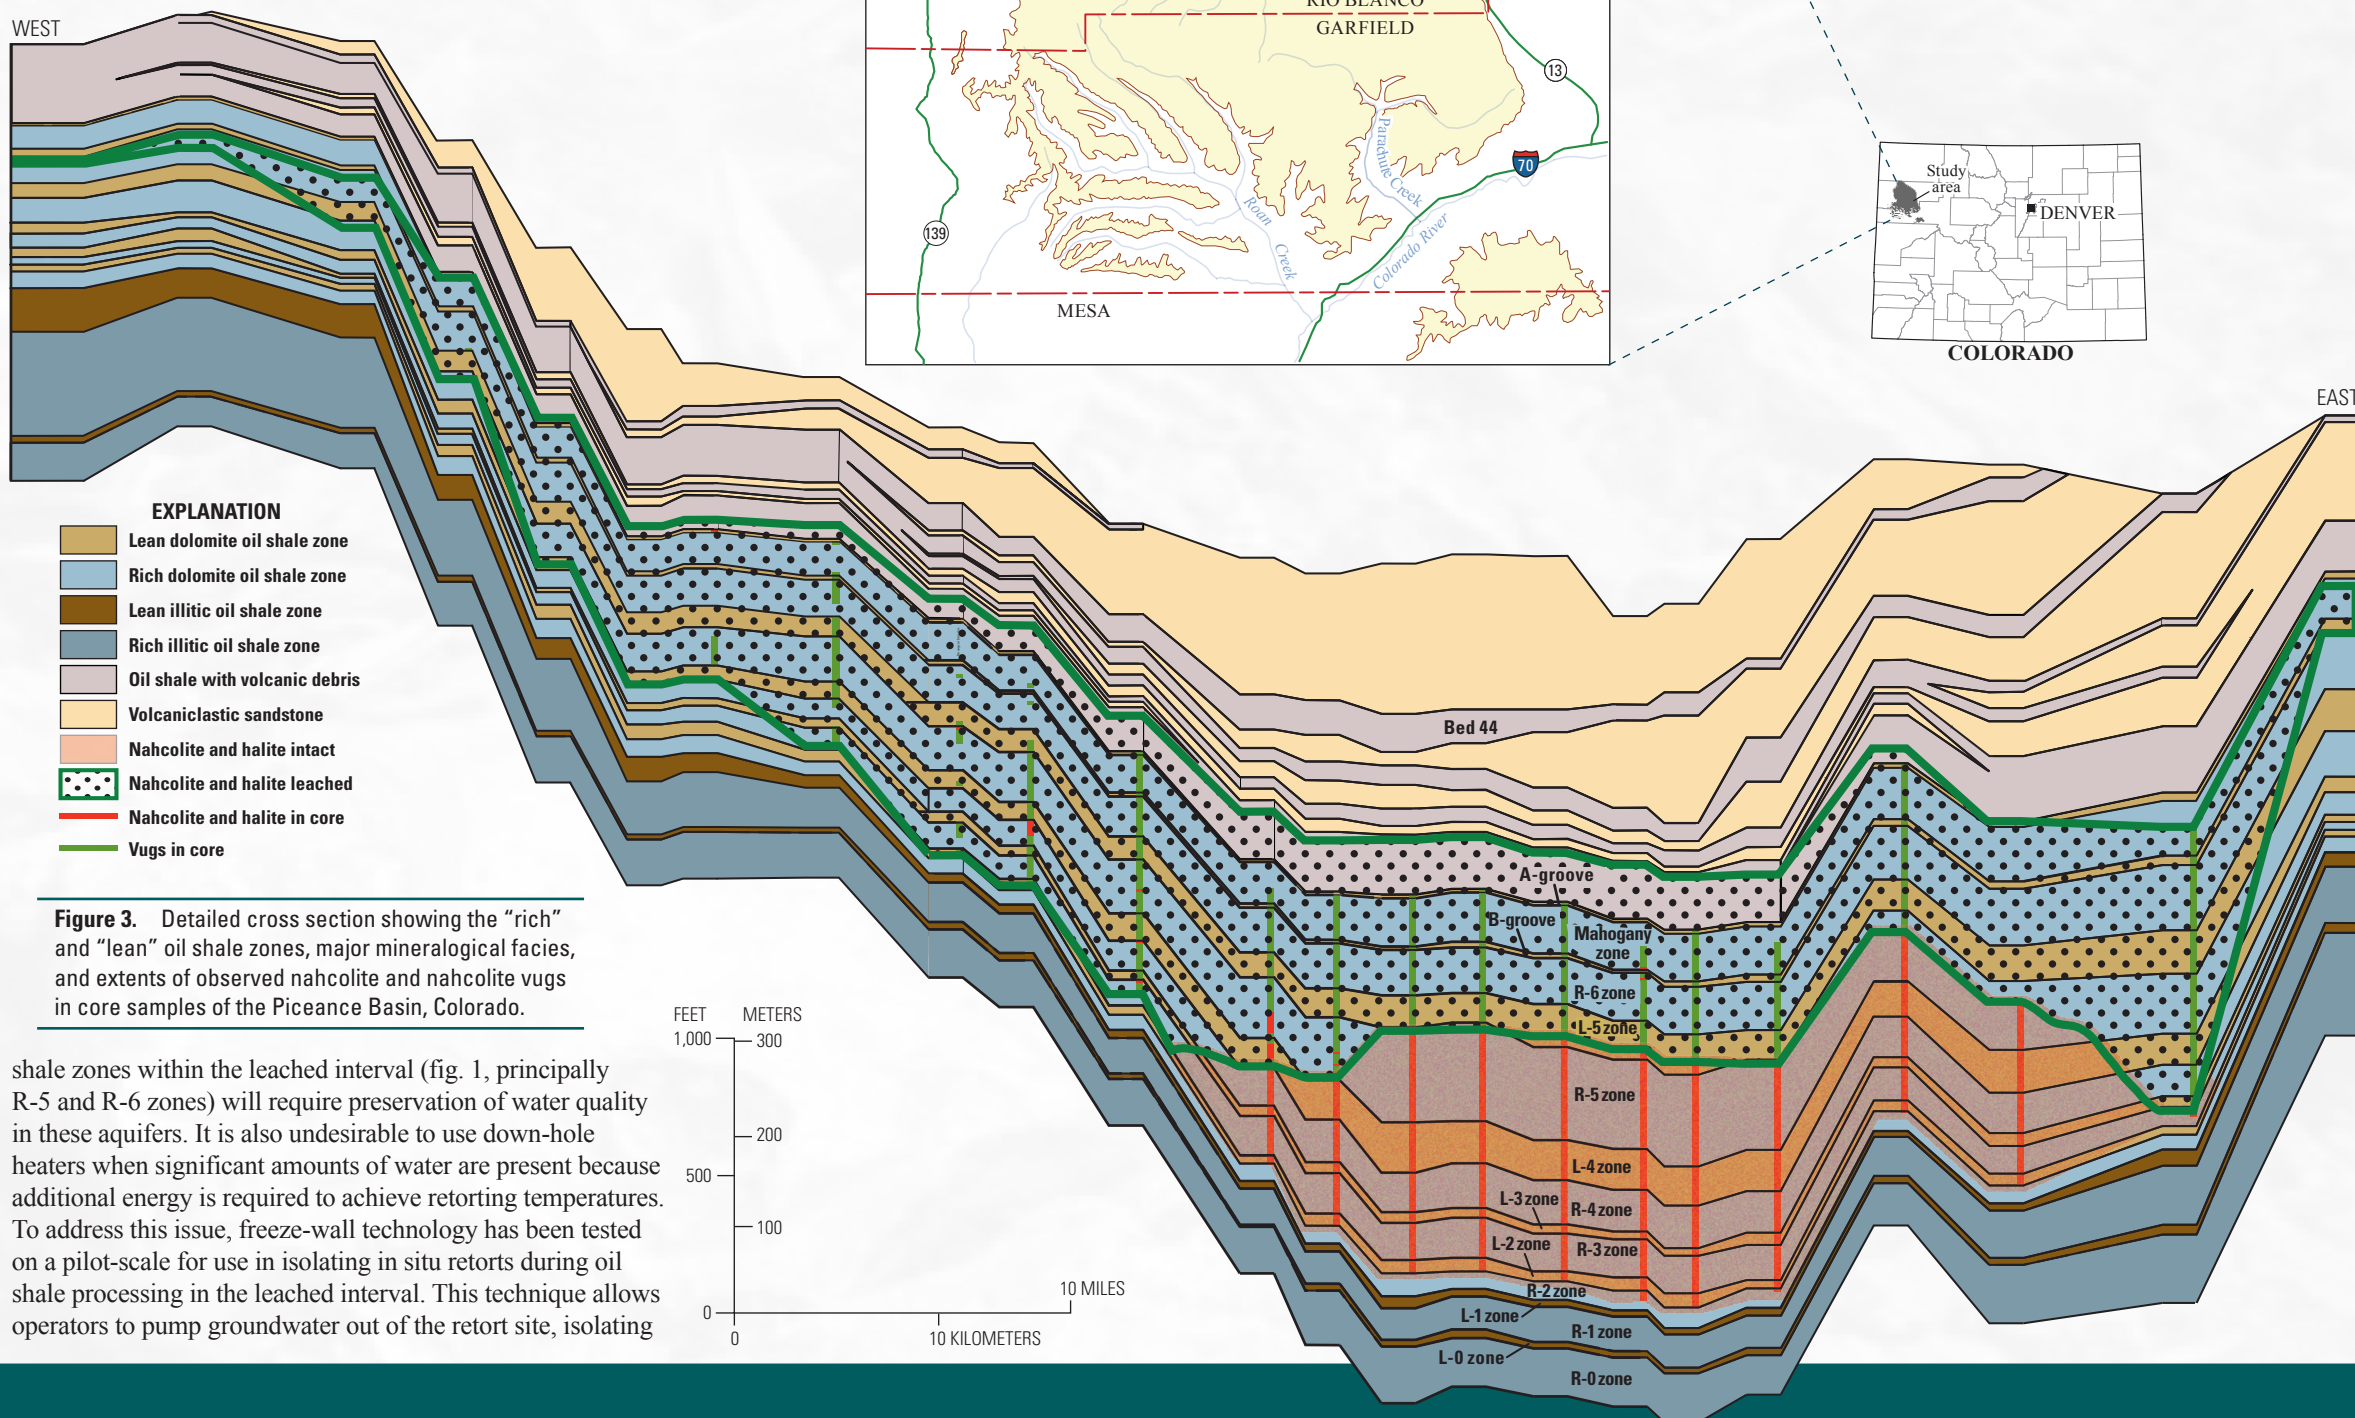 WEST
RIO BLANCO
GARFIELD
13
70
139
Parachute Creek
Roan
Creek
Colorado River
MESA
Study
area
DENVER
COLORADO
EAST
EXPLANATION
Lean dolomite oil shale zone
Rich dolomite oil shale zone
Lean illitic oil shale zone
Rich illitic oil shale zone
Oil shale with volcanic debris
Volcaniclastic sandstone
Nahcolite and halite intact
Nahcolite and halite leached
Nahcolite and halite in core
Vugs in core
Figure 3. Detailed cross section showing the “rich”
and “lean” oil shale zones, major mineralogical facies,
and extents of observed nahcolite and nahcolite vugs
in core samples of the Piceance Basin, Colorado.
shale zones within the leached interval (fig. 1, principally
R-5 and R-6 zones) will require preservation of water quality
in these aquifers. It is also undesirable to use down-hole
heaters when significant amounts of water are present because
additional energy is required to achieve retorting temperatures.
To address this issue, freeze-wall technology has been tested
on a pilot-scale for use in isolating in situ retorts during oil
shale processing in the leached interval. This technique allows
operators to pump groundwater out of the retort site, isolating
FEET METERS
1,000 300
200
500
100
0
0 10 KILOMETERS
10 MILES
Bed 44
A-groove
B-groove
Mahogany
zone
R-6 zone
L-5 zone
R-5 zone
L-4 zone
L-3 zone
R-4 zone
L-2 zone
R-3 zone
R-2 zone
L-1 zone
R-1 zone
L-0 zone
R-0 zone